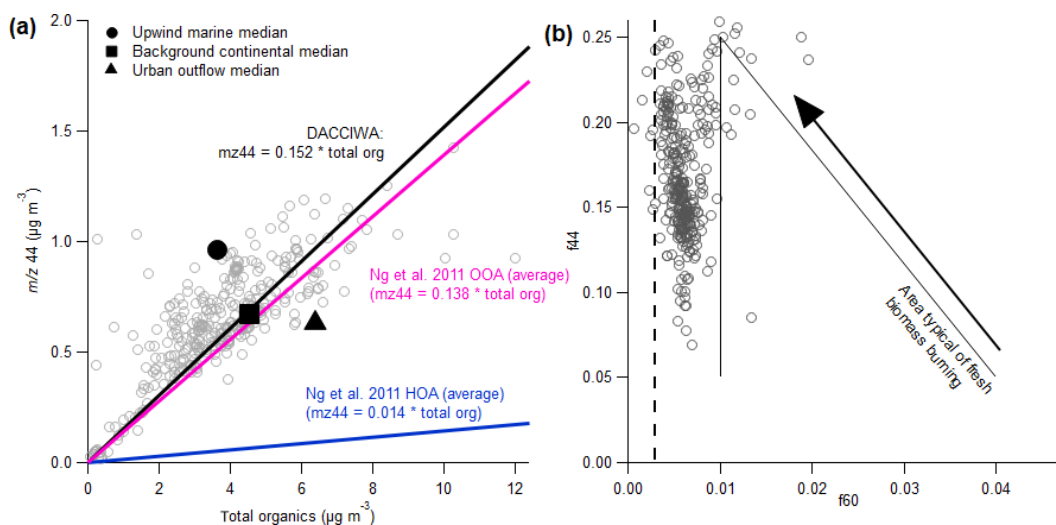 (a)
2.0
1.5
1.0
0.5
0.0
m/z 44 (µg m⁻³)
Upwind marine median
Background continental median
Urban outflow median
DACCIWA:
mz44 = 0.152 * total org
Ng et al. 2011 OOA (average)
(mz44 = 0.138 * total org)
Ng et al. 2011 HOA (average)
(mz44 = 0.014 * total org)
0 2 4 6 8 10 12
Total organics (µg m⁻³)
(b)
0.25
0.20
0.15
0.10
0.05
0.00
f44
Area typical of fresh
biomass burning
0.00 0.01 0.02 0.03 0.04
f60